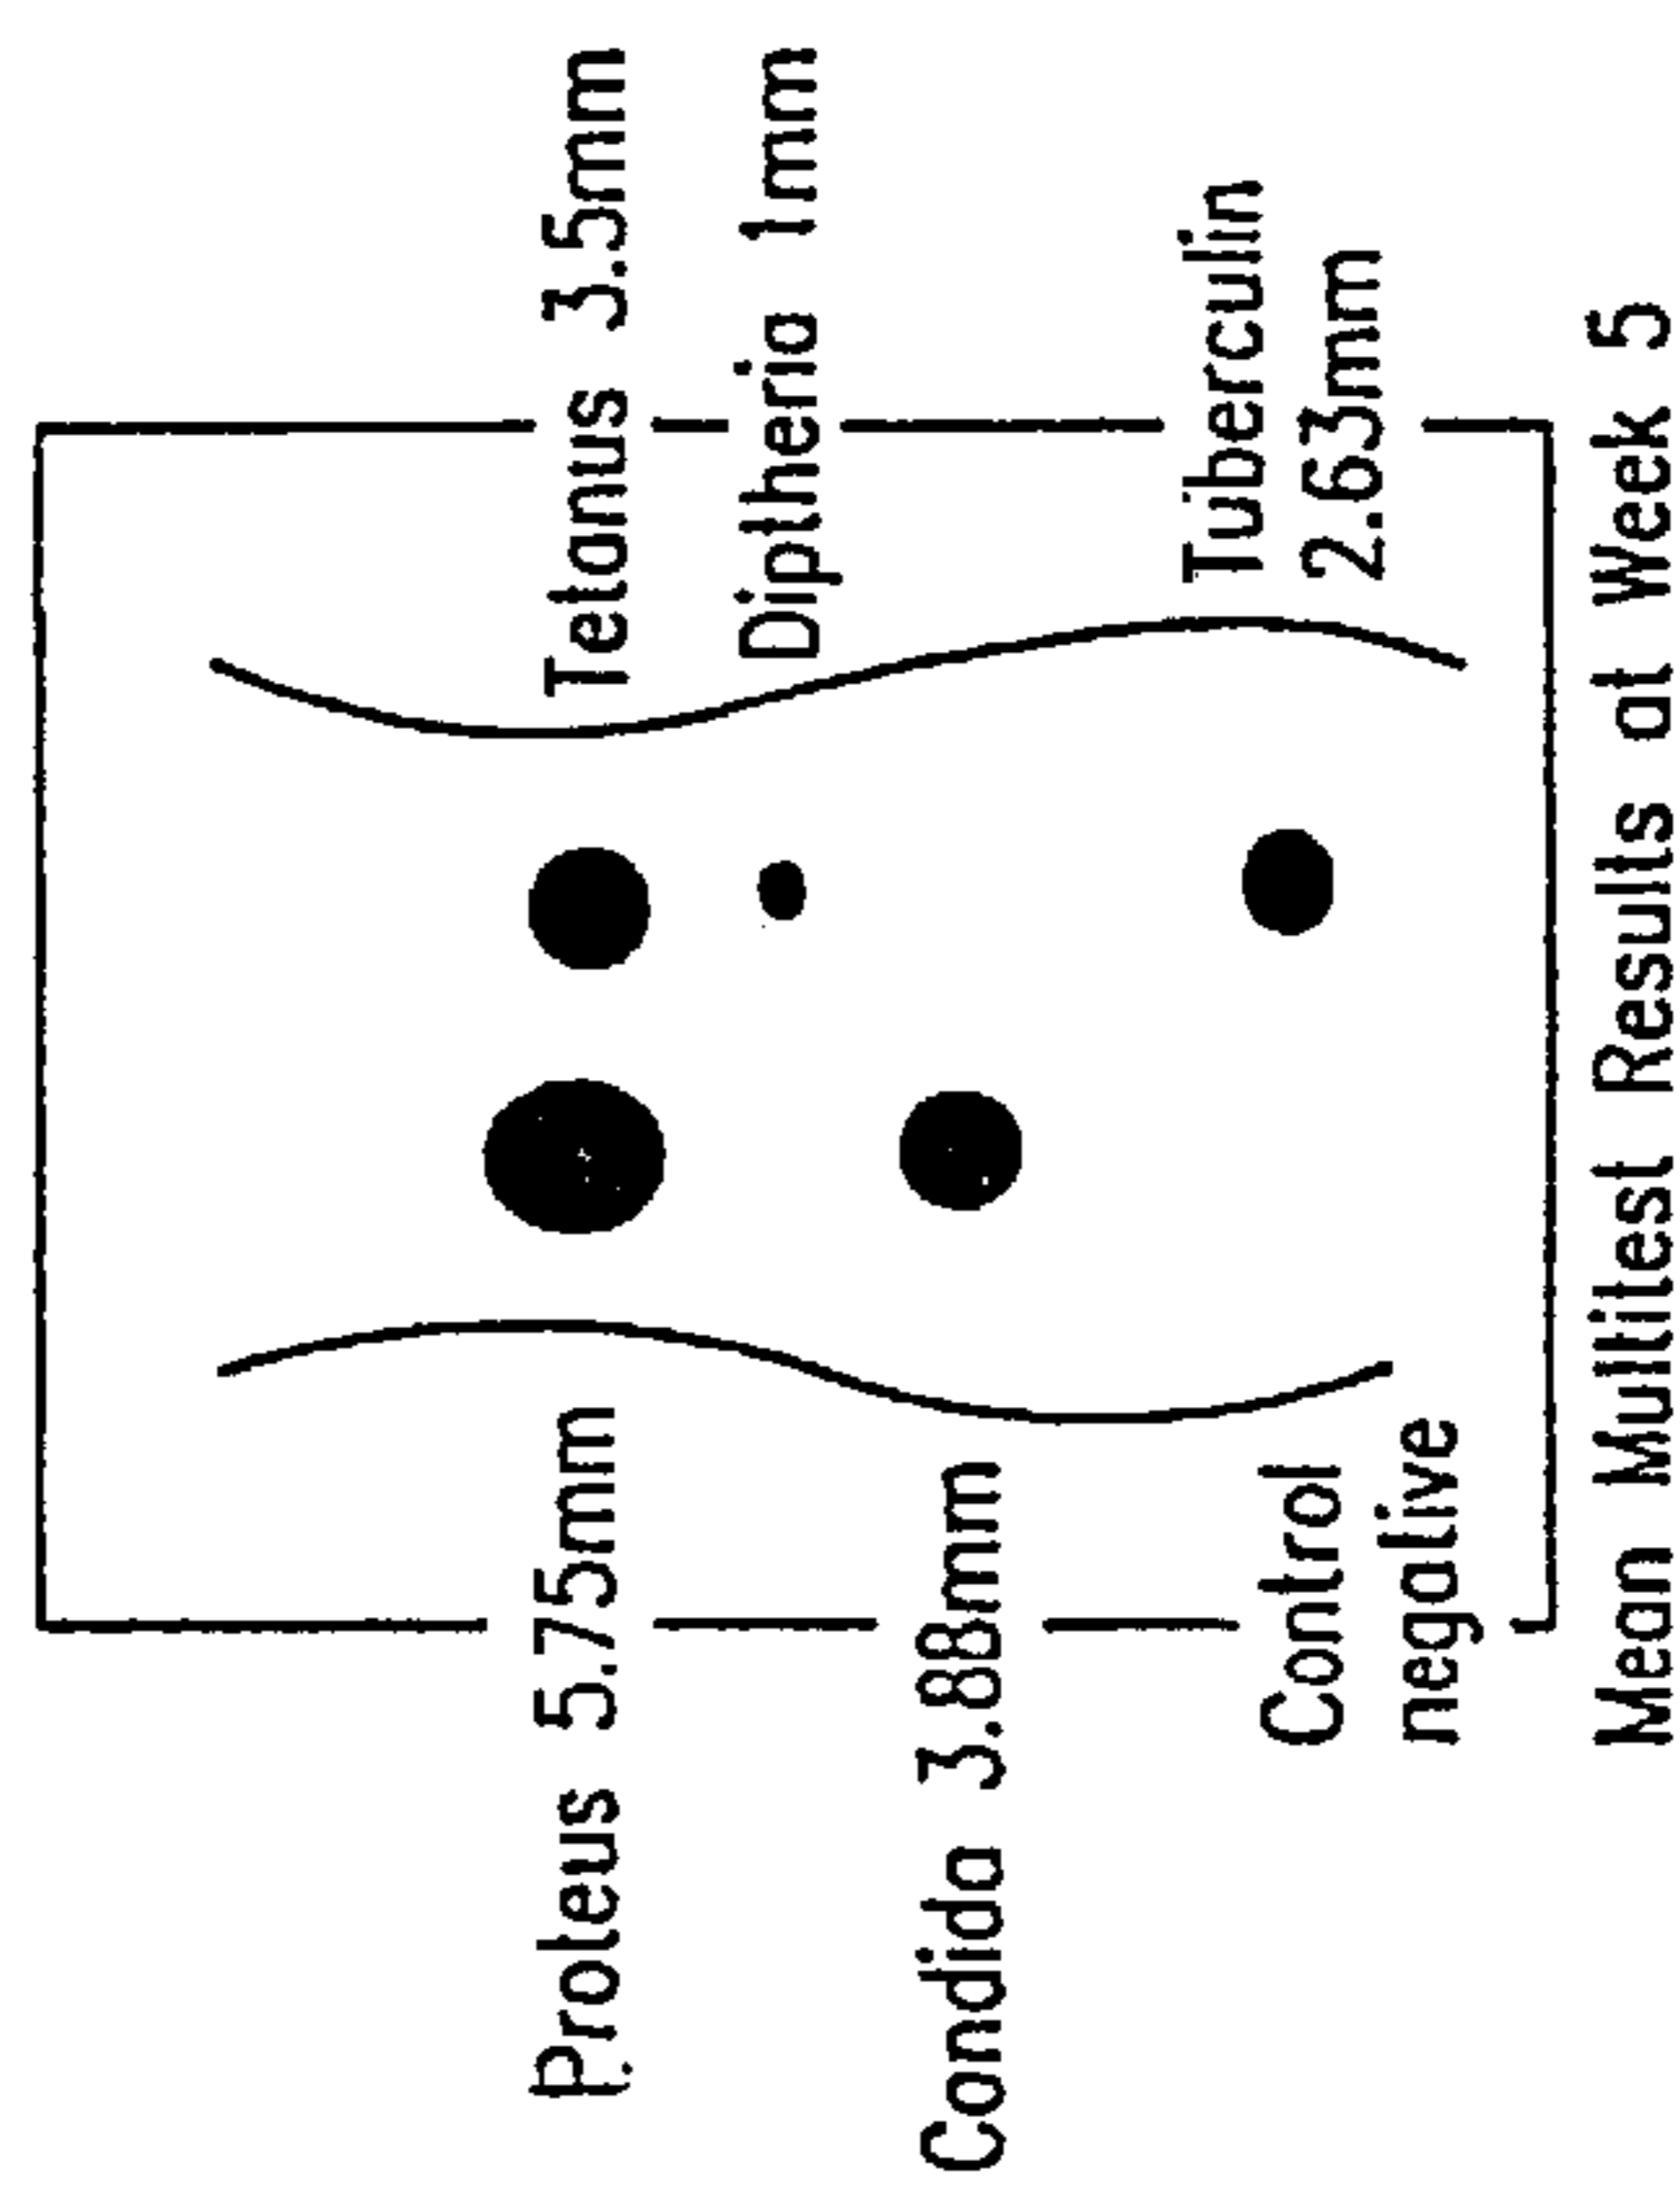 Proteus 5.75mm
Tetanus 3.5mm
Diptheria 1mm
Candida 3.88mm
Tuberculin
2.63mm
Control
negative
Mean Multitest Results at Week 5